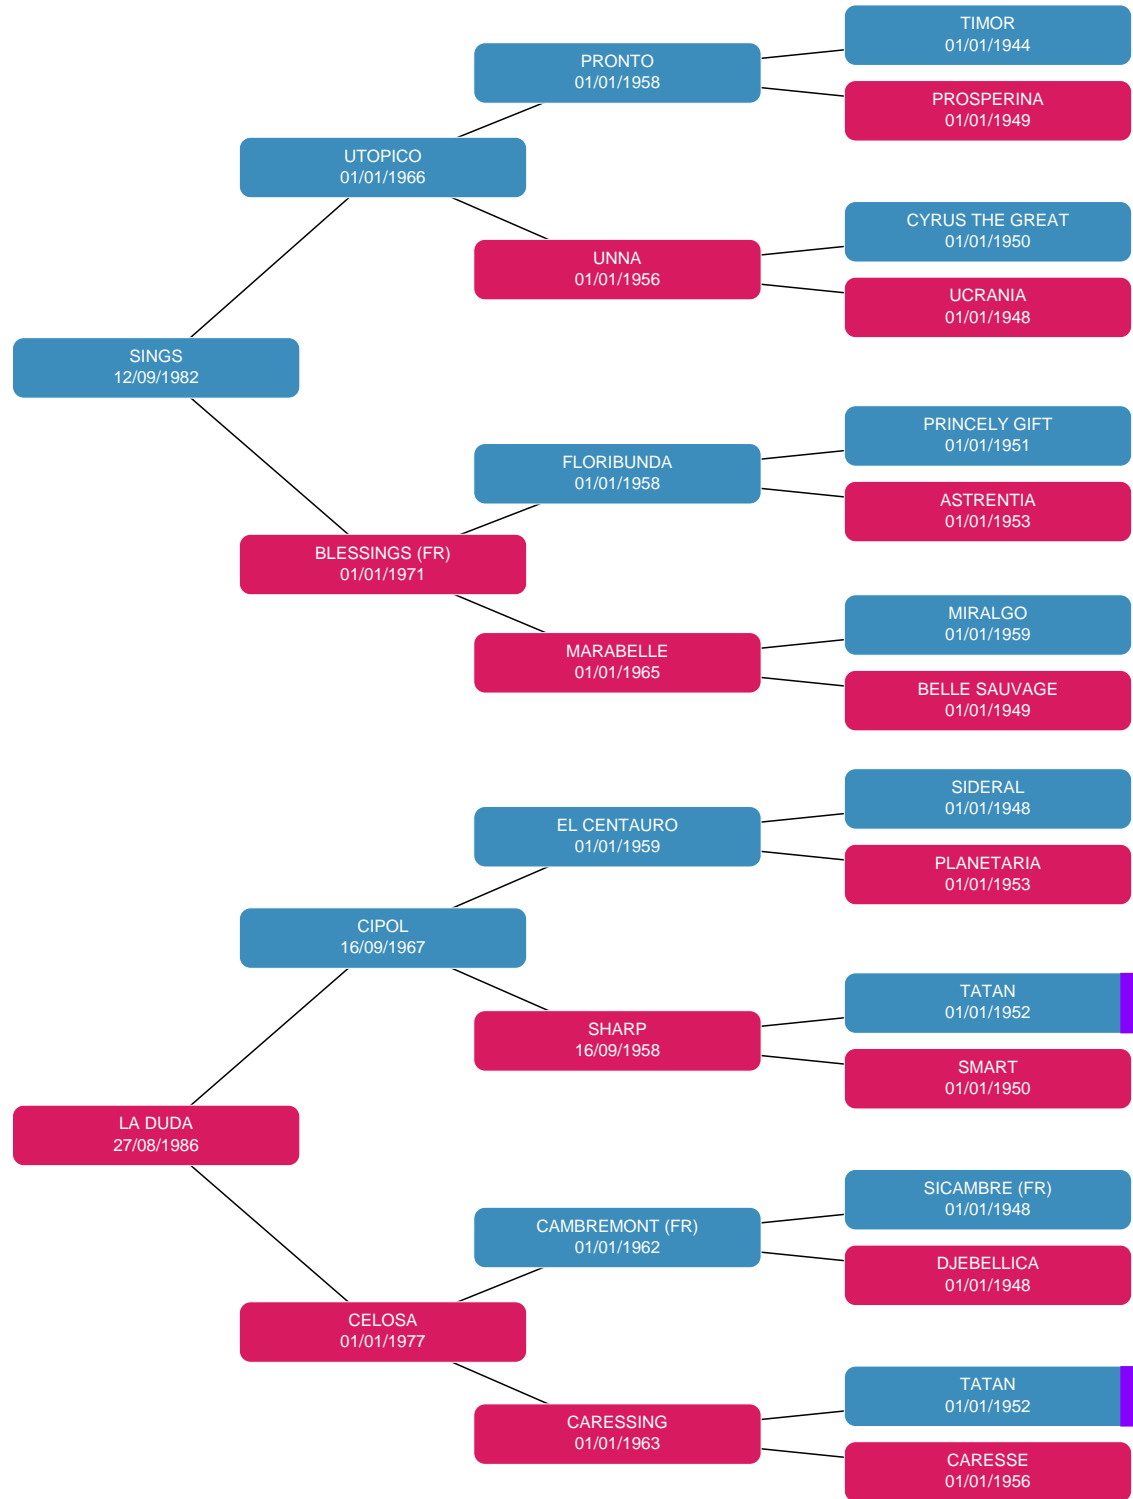 TIMOR
01/01/1944
PRONTO
01/01/1958
PROSPERINA
01/01/1949
UTOPICO
01/01/1966
CYRUS THE GREAT
01/01/1950
UNNA
01/01/1956
UCRANIA
01/01/1948
SINGS
12/09/1982
PRINCELY GIFT
01/01/1951
FLORIBUNDA
01/01/1958
ASTRENTIA
01/01/1953
BLESSINGS (FR)
01/01/1971
MIRALGO
01/01/1959
MARABELLE
01/01/1965
BELLE SAUVAGE
01/01/1949
SIDERAL
01/01/1948
EL CENTAURO
01/01/1959
PLANETARIA
01/01/1953
CIPOL
16/09/1967
TATAN
01/01/1952
SHARP
16/09/1958
SMART
01/01/1950
LA DUDA
27/08/1986
SICAMBRE (FR)
01/01/1948
CAMBREMONT (FR)
01/01/1962
DJEBELLICA
01/01/1948
CELOSA
01/01/1977
TATAN
01/01/1952
CARESSING
01/01/1963
CARESSE
01/01/1956